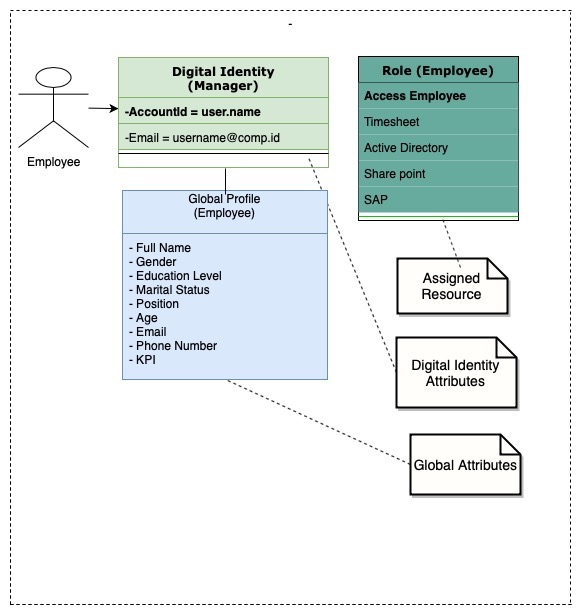 -
Digital Identity
(Manager)
-AccountId = user.name
-Email = username@comp.id
Employee
Global Profile
(Employee)
- Full Name
- Gender
- Education Level
- Marital Status
- Position
- Age
- Email
- Phone Number
- KPI
Role (Employee)
Access Employee
Timesheet
Active Directory
Share point
SAP
Assigned
Resource
Digital Identity
Attributes
Global Attributes